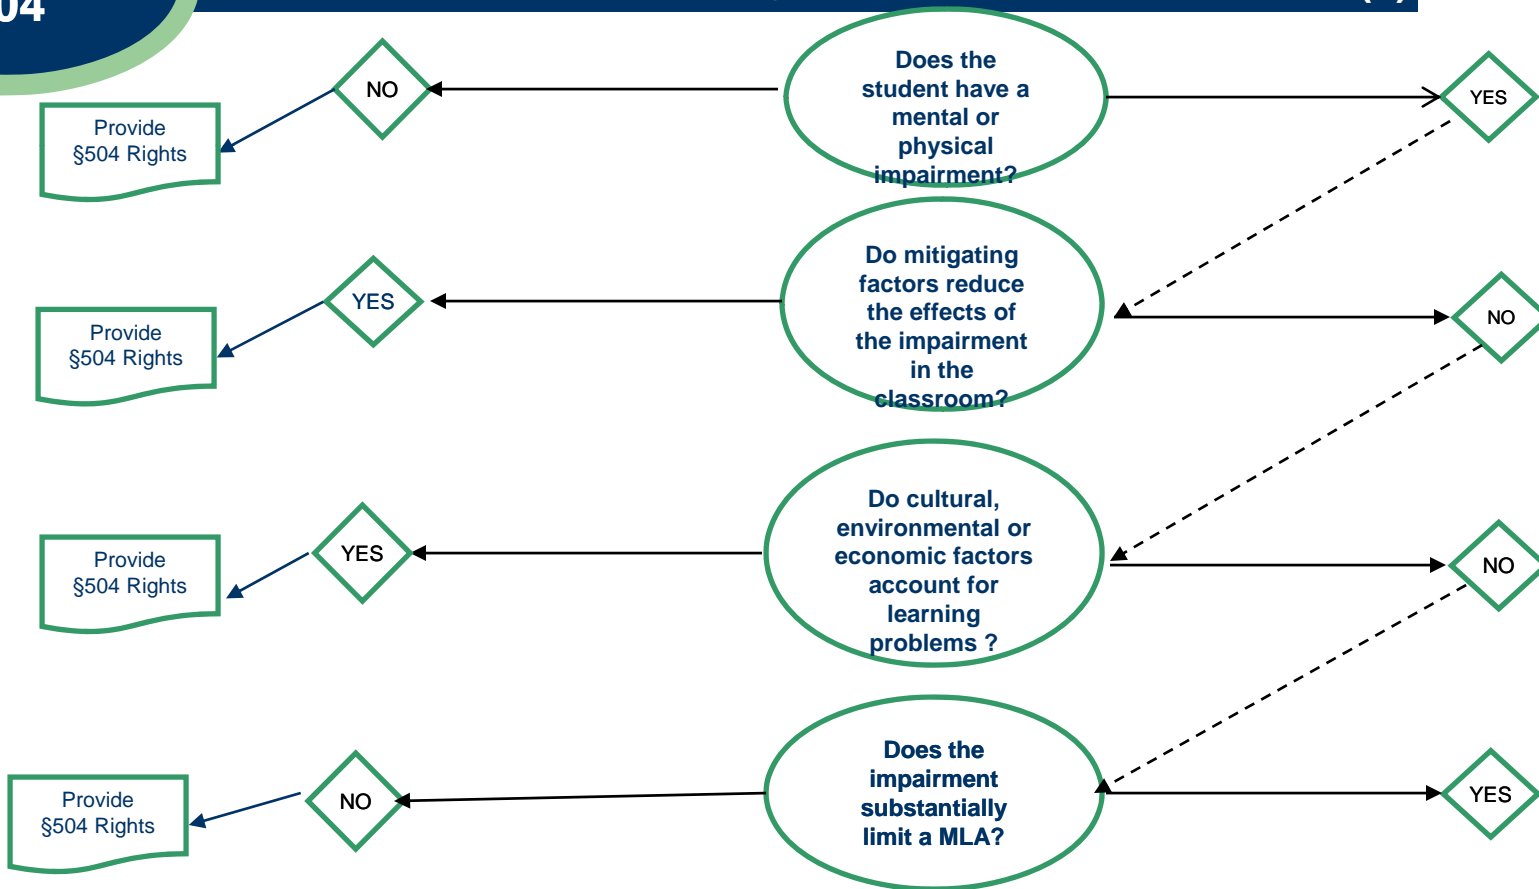 04
NO
Does the
student have a
mental or
physical
impairment?
YES
Provide
§504 Rights
Do mitigating
factors reduce
the effects of
the impairment
in the
classroom?
YES
NO
Provide
§504 Rights
Do cultural,
environmental or
economic factors
account for
learning
problems ?
YES
NO
Provide
§504 Rights
Does the
impairment
substantially
limit a MLA?
NO
YES
Provide
§504 Rights